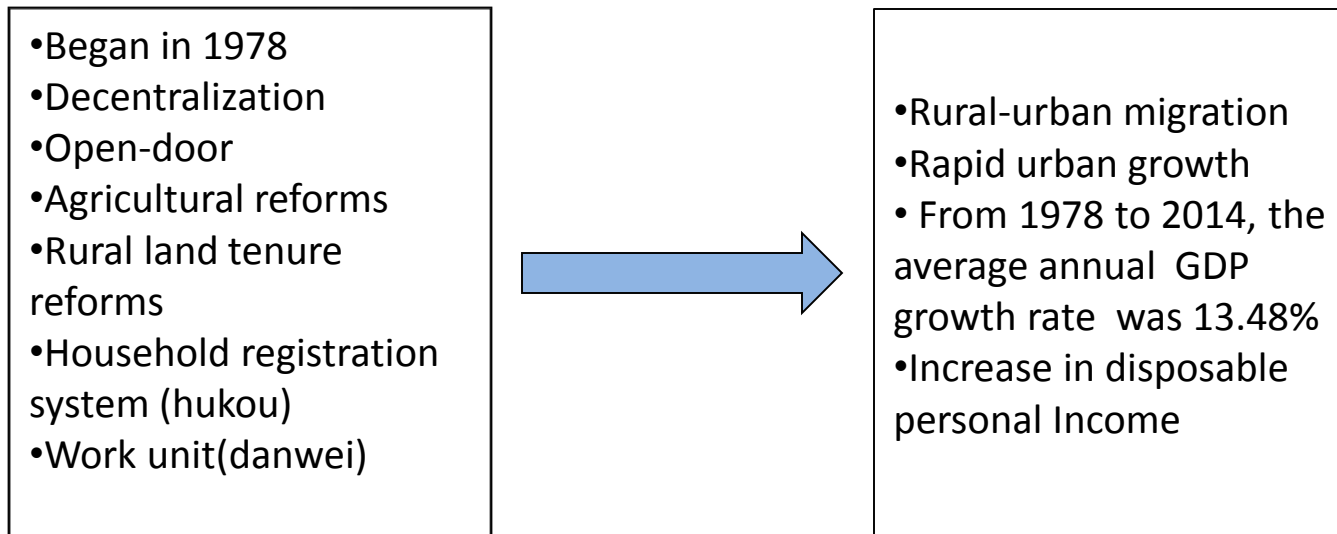 •Began in 1978
•Decentralization
•Open-door
•Agricultural reforms
•Rural land tenure
reforms
•Household registration
system (hukou)
•Work unit(danwei)
•Rural-urban migration
•Rapid urban growth
• From 1978 to 2014, the
average annual  GDP
growth rate  was 13.48%
•Increase in disposable
personal Income